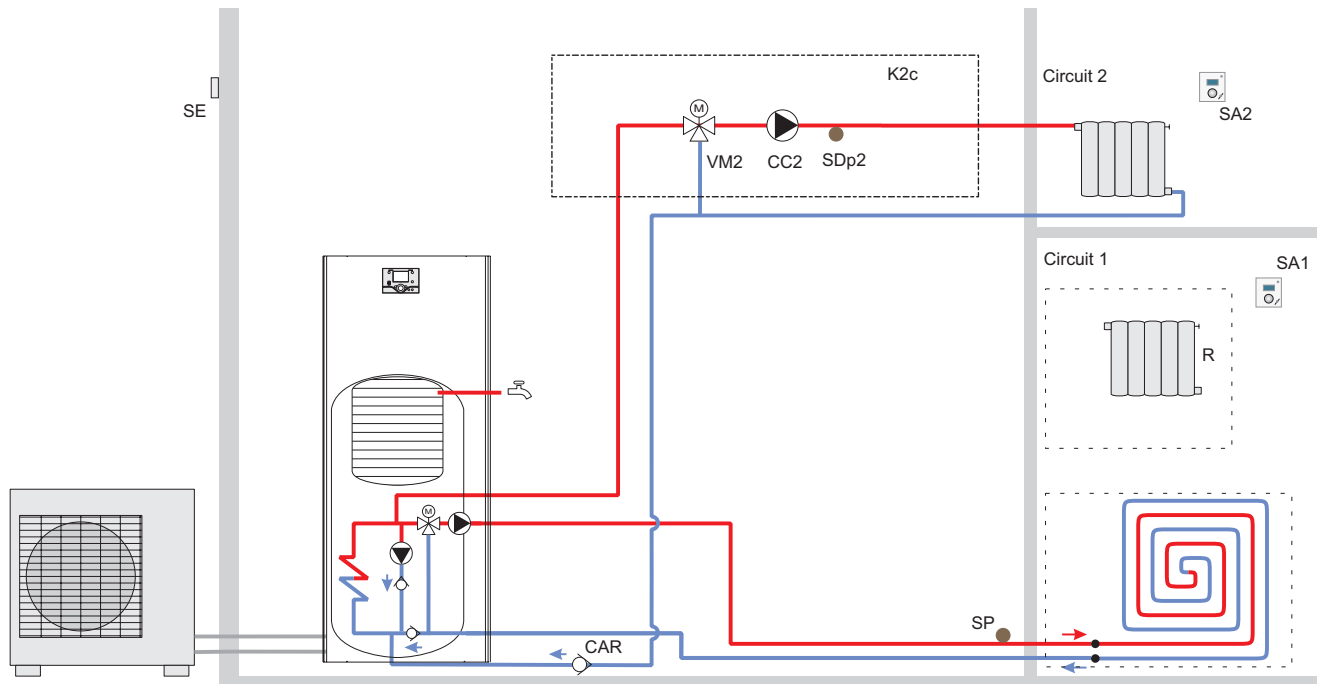 K2c
Circuit 2
SE
SA2
VM2
CC2
SDp2
M
Circuit 1
SA1
R
M
SP
CAR